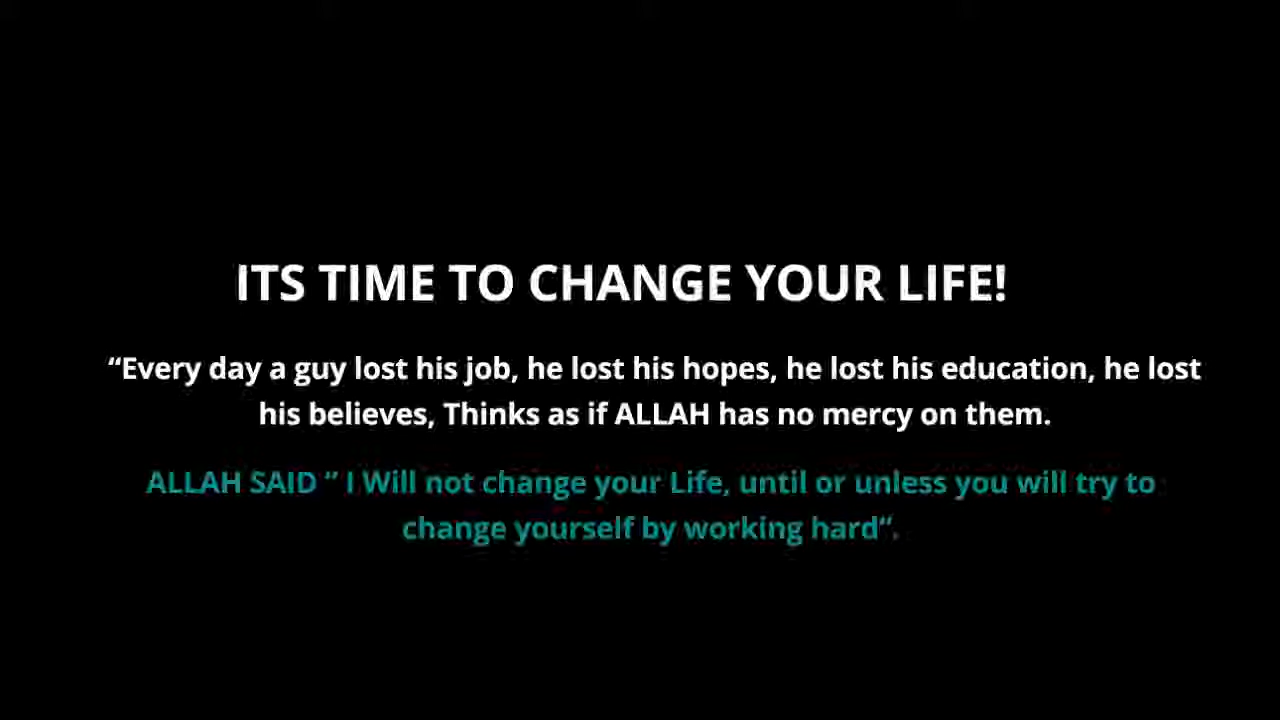 ITS TIME TO CHANGE YOUR LIFE!
“Every day a guy lost his job, he lost his hopes, he lost his education, he lost
his believes, Thinks as if ALLAH has no mercy on them.
ALLAH SAID “ I Will not change your Life, until or unless you will try to
change yourself by working hard“.